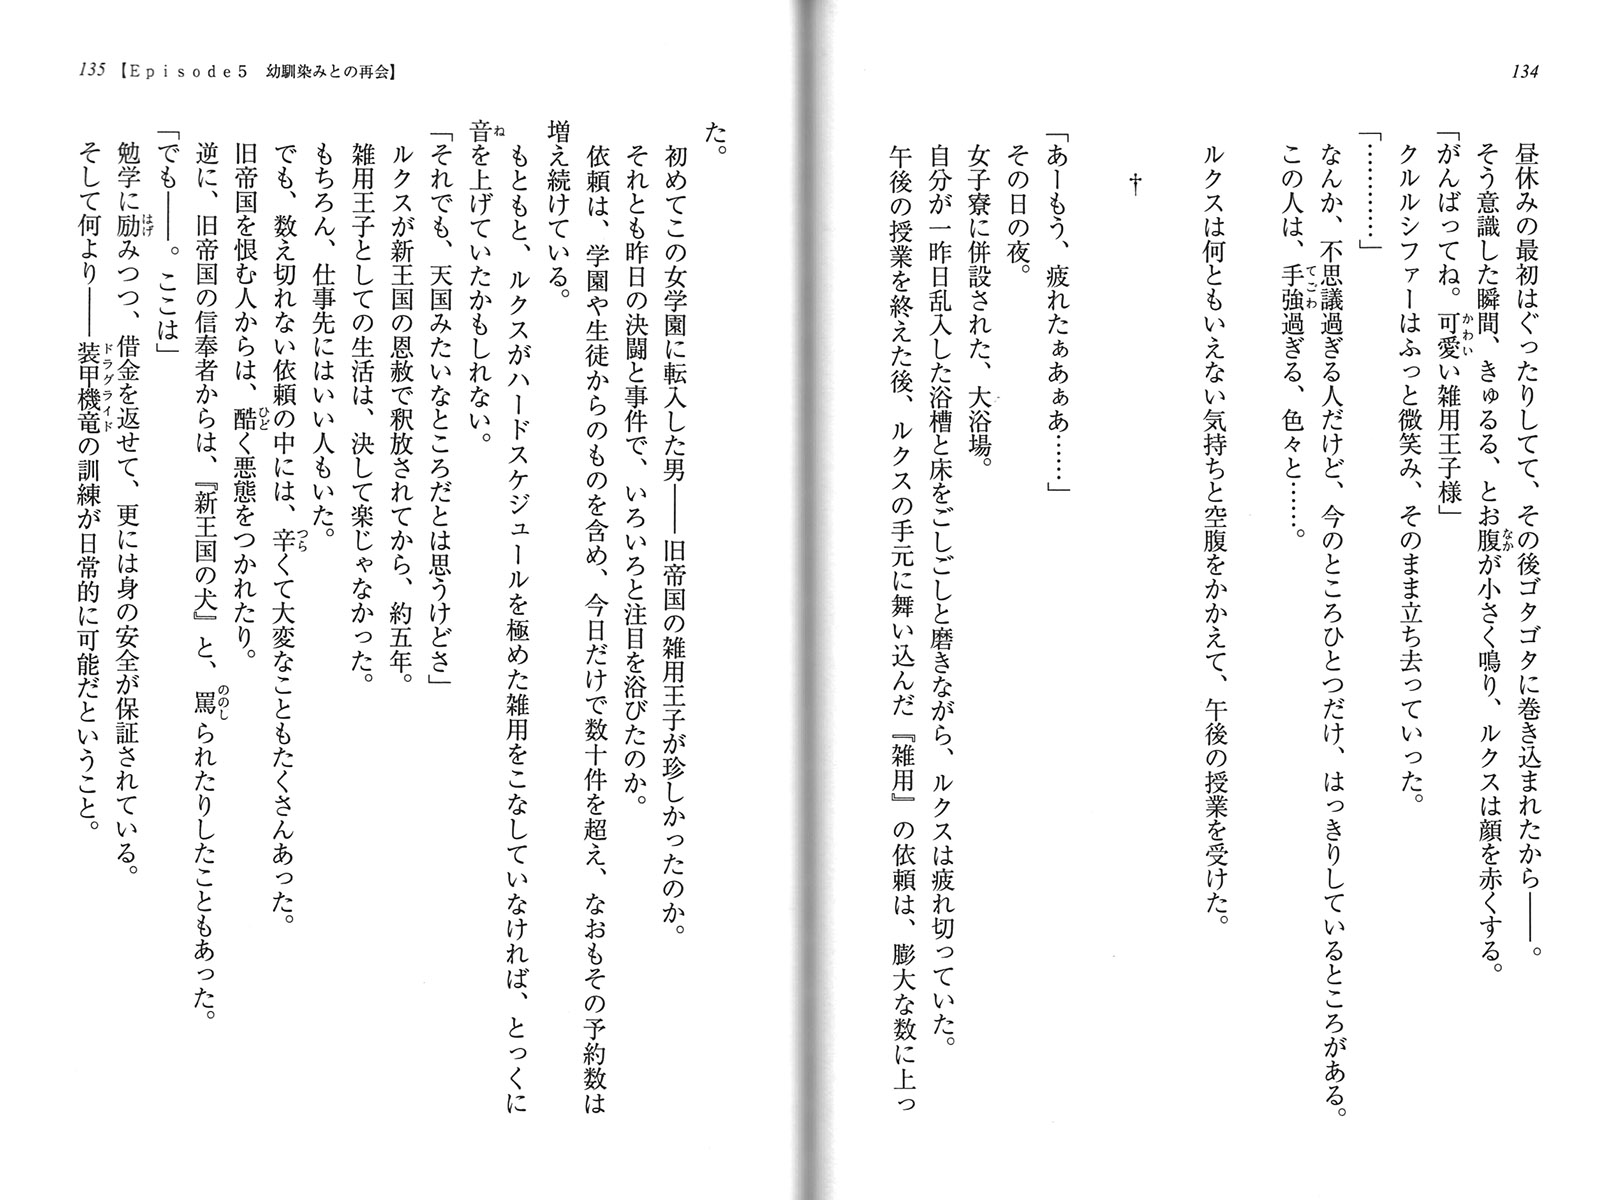 134
昼休みの最初はぐったりしてて、その後ゴタゴタに巻き込まれたから――。
そう意識した瞬間、きゅるる、とお腹が小さく鳴り、ルクスは顔を赤くする。
「がんばってね。可愛い雑用王子様」
クルルシファーはふっと微笑み、そのまま立ち去っていった。
「…………」
なんか、不思議過ぎる人だけど、今のところひとつだけ、はっきりしているところがある。
この人は、手強過ぎる、色々と……。
ルクスは何ともいえない気持ちと空腹をかかえて、午後の授業を受けた。
†
「あーもう、疲れたぁあぁあ……」
その日の夜。
女子寮に併設された、大浴場。
自分が一昨日乱入した浴槽と床をごしごしと磨きながら、ルクスは疲れ切っていた。
午後の授業を終えた後、ルクスの手元に舞い込んだ『雑用』の依頼は、膨大な数に上っ
135 【Episode5 幼馴染みとの再会】
た。
初めてこの女学園に転入した男――旧帝国の雑用王子が珍しかったのか。
それとも昨日の決闘と事件で、いろいろと注目を浴びたのか。
依頼は、学園や生徒からのものを含め、今日だけで数十件を超え、なおもその予約数は
増え続けている。
もともと、ルクスがハードスケジュールを極めた雑用をこなしていなければ、とっくに
音を上げていたかもしれない。
「それでも、天国みたいなところだとは思うけどさ」
ルクスが新王国の恩赦で釈放されてから、約五年。
雑用王子としての生活は、決して楽じゃなかった。
もちろん、仕事先にはいい人もいた。
でも、数え切れない依頼の中には、辛くて大変なこともたくさんあった。
旧帝国を恨む人からは、酷く悪態をつかれたり。
逆に、旧帝国の信奉者からは、『新王国の犬』と、罵られたりしたこともあった。
「でも――。ここは」
勉学に励みつつ、借金を返せて、更には身の安全が保証されている。
そして何より――装甲機竜の訓練が日常的に可能だということ。